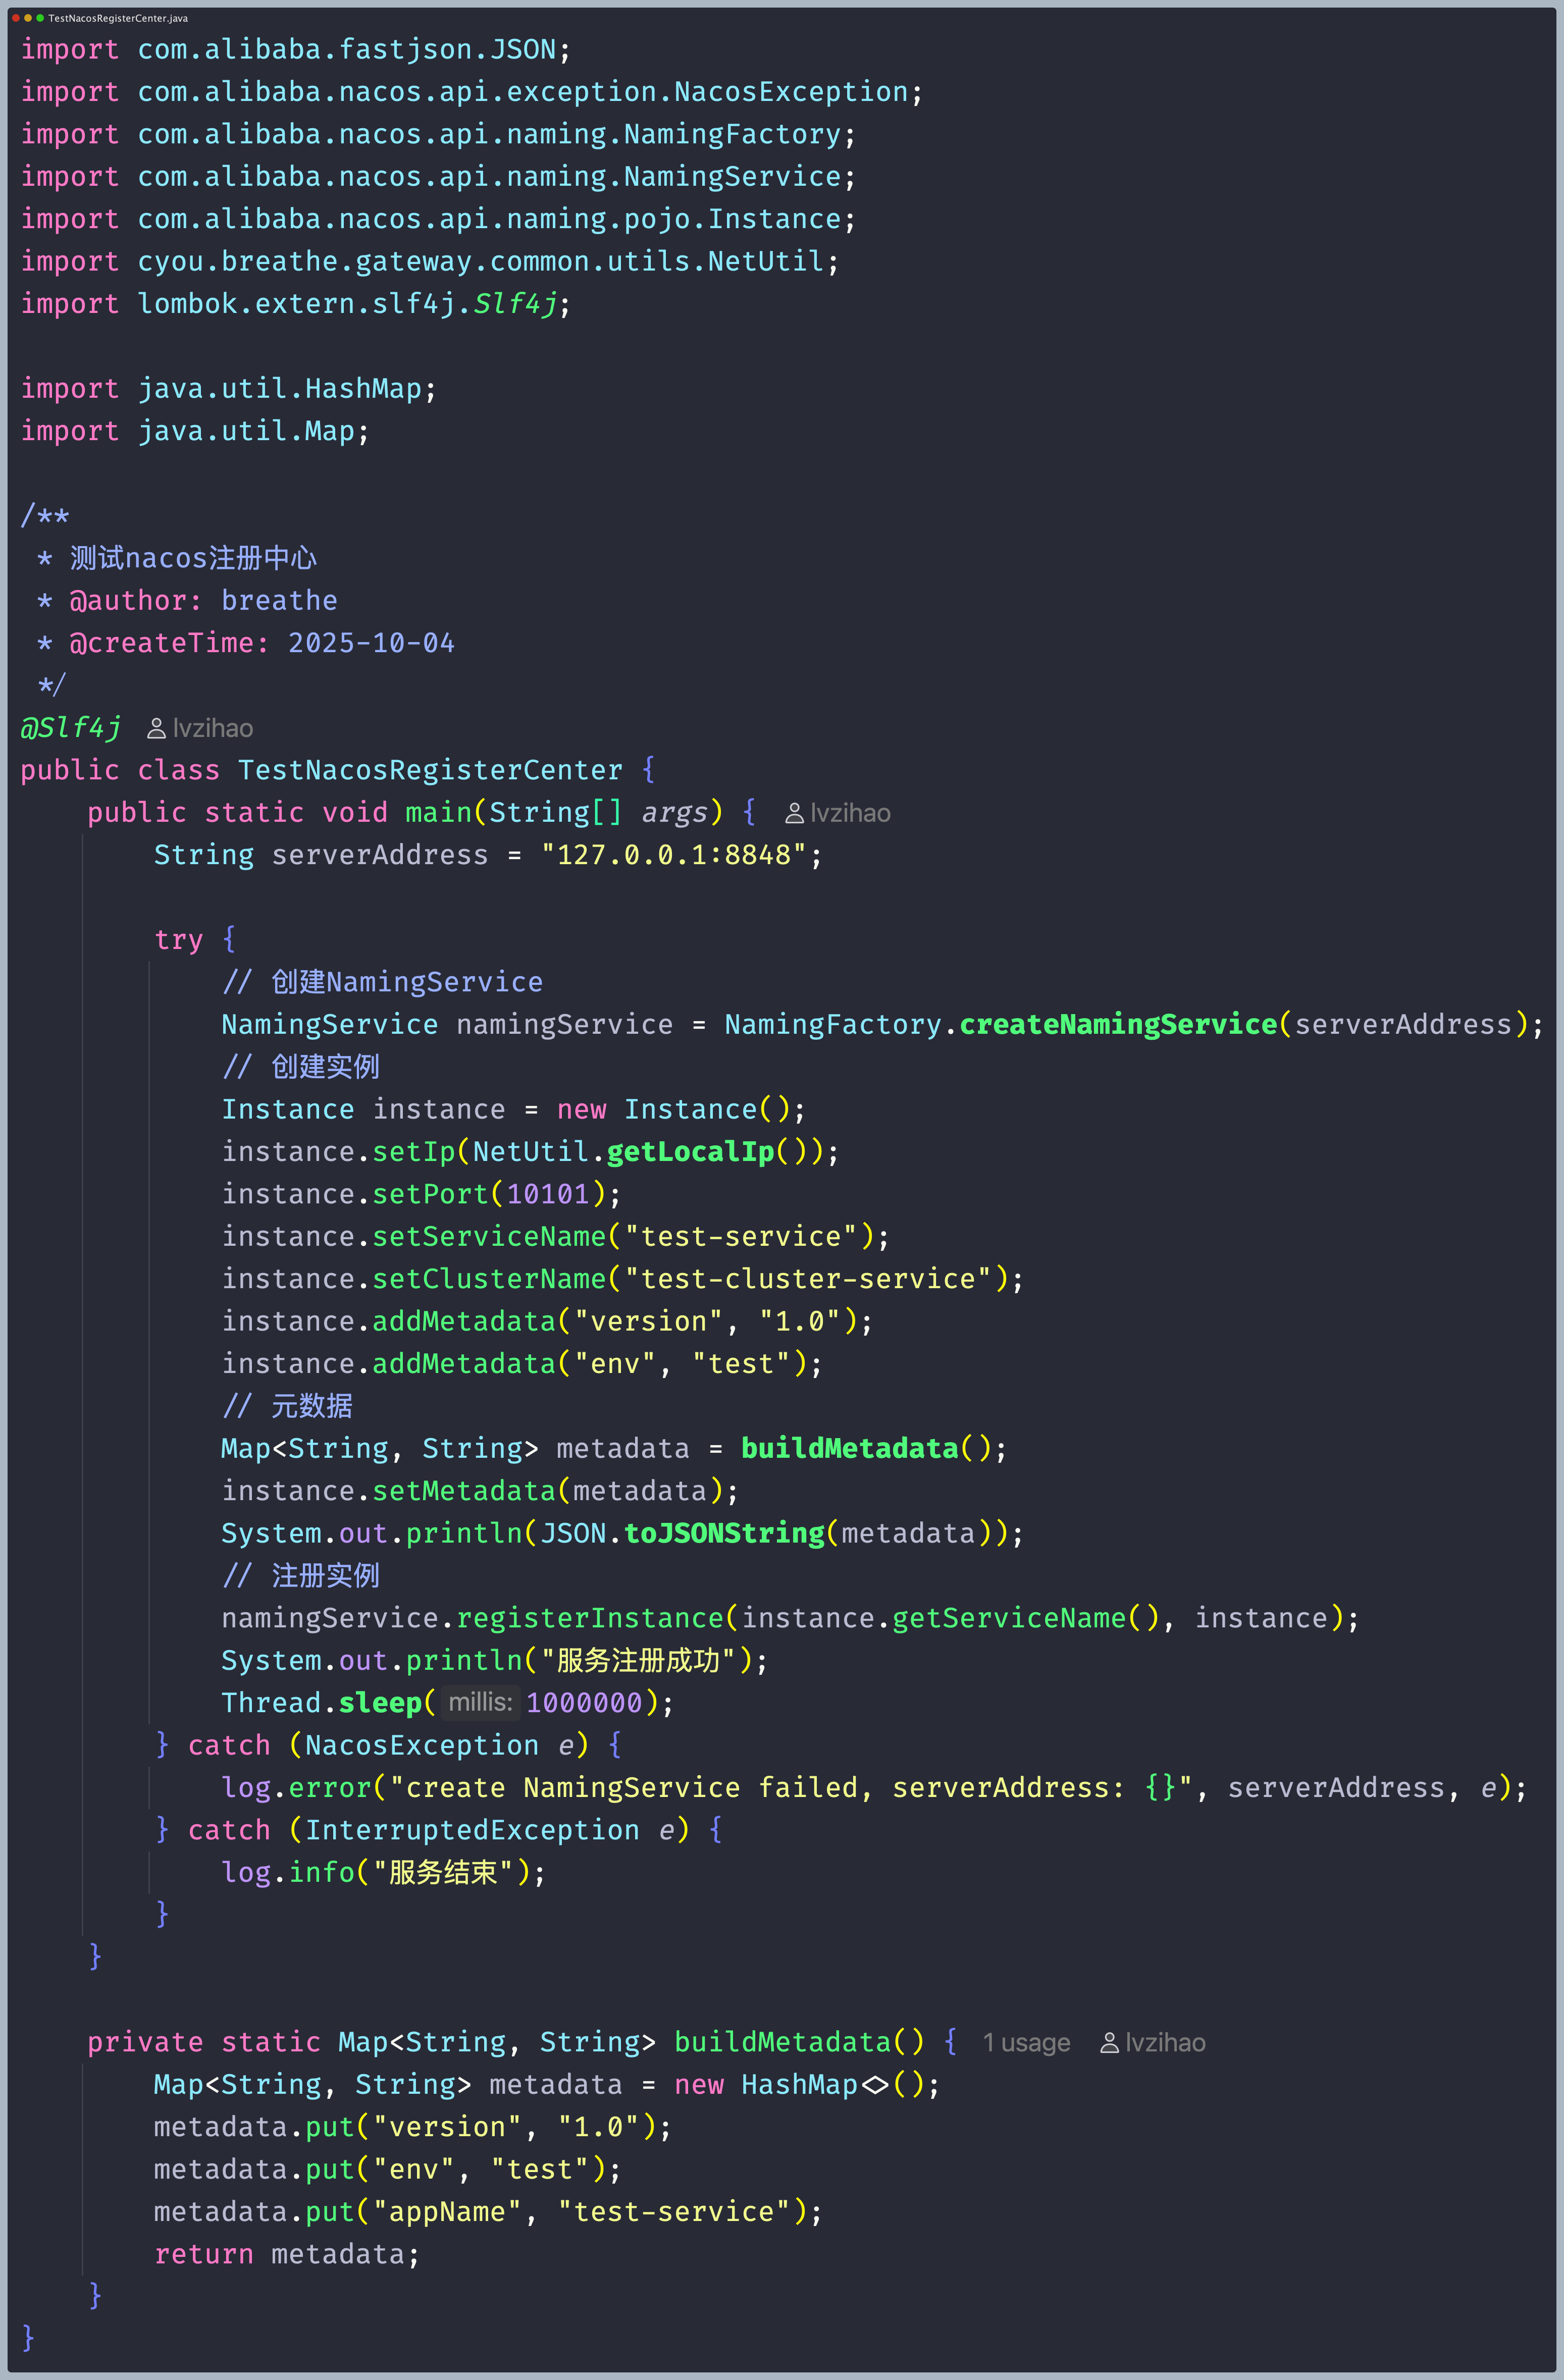 TestNacosRegisterCenter.java
import com.alibaba.fastjson.JSON;
import com.alibaba.nacos.api.exception.NacosException;
import com.alibaba.nacos.api.naming.NamingFactory;
import com.alibaba.nacos.api.naming.NamingService;
import com.alibaba.nacos.api.naming.pojo.Instance;
import cyou.breathe.gateway.common.utils.NetUtil;
import lombok.extern.slf4j.Slf4j;

import java.util.HashMap;
import java.util.Map;

/**
 * 测试nacos注册中心
 * @author: breathe
 * @createTime: 2025-10-04
 */
@Slf4j lvzihao
public class TestNacosRegisterCenter {
    public static void main(String[] args) { lvzihao
        String serverAddress = "127.0.0.1:8848";

        try {
            // 创建NamingService
            NamingService namingService = NamingFactory.createNamingService(serverAddress);
            // 创建实例
            Instance instance = new Instance();
            instance.setIp(NetUtil.getLocalIp());
            instance.setPort(10101);
            instance.setServiceName("test-service");
            instance.setClusterName("test-cluster-service");
            instance.addMetadata("version", "1.0");
            instance.addMetadata("env", "test");
            // 元数据
            Map<String, String> metadata = buildMetadata();
            instance.setMetadata(metadata);
            System.out.println(JSON.toJSONString(metadata));
            // 注册实例
            namingService.registerInstance(instance.getServiceName(), instance);
            System.out.println("服务注册成功");
            Thread.sleep( millis: 1000000);
        } catch (NacosException e) {
            log.error("create NamingService failed, serverAddress: {}", serverAddress, e);
        } catch (InterruptedException e) {
            log.info("服务结束");
        }
    }

    private static Map<String, String> buildMetadata() { 1 usage lvzihao
        Map<String, String> metadata = new HashMap<>();
        metadata.put("version", "1.0");
        metadata.put("env", "test");
        metadata.put("appName", "test-service");
        return metadata;
    }
}